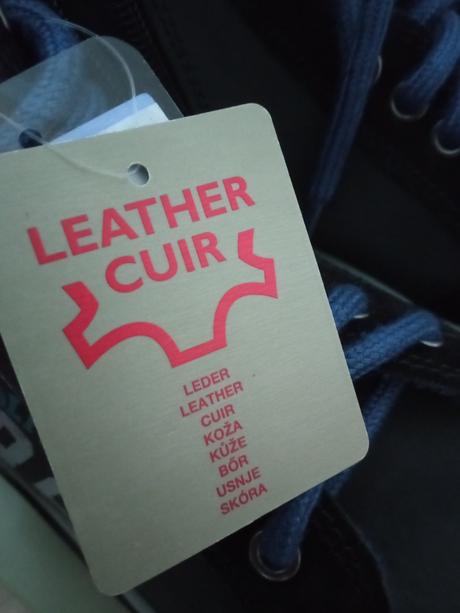 LEATHER
CUIR
LEDER
LEATHER
CUIR
KOŽA
KŮŽE
BŐR
USNJE
SKÓRA